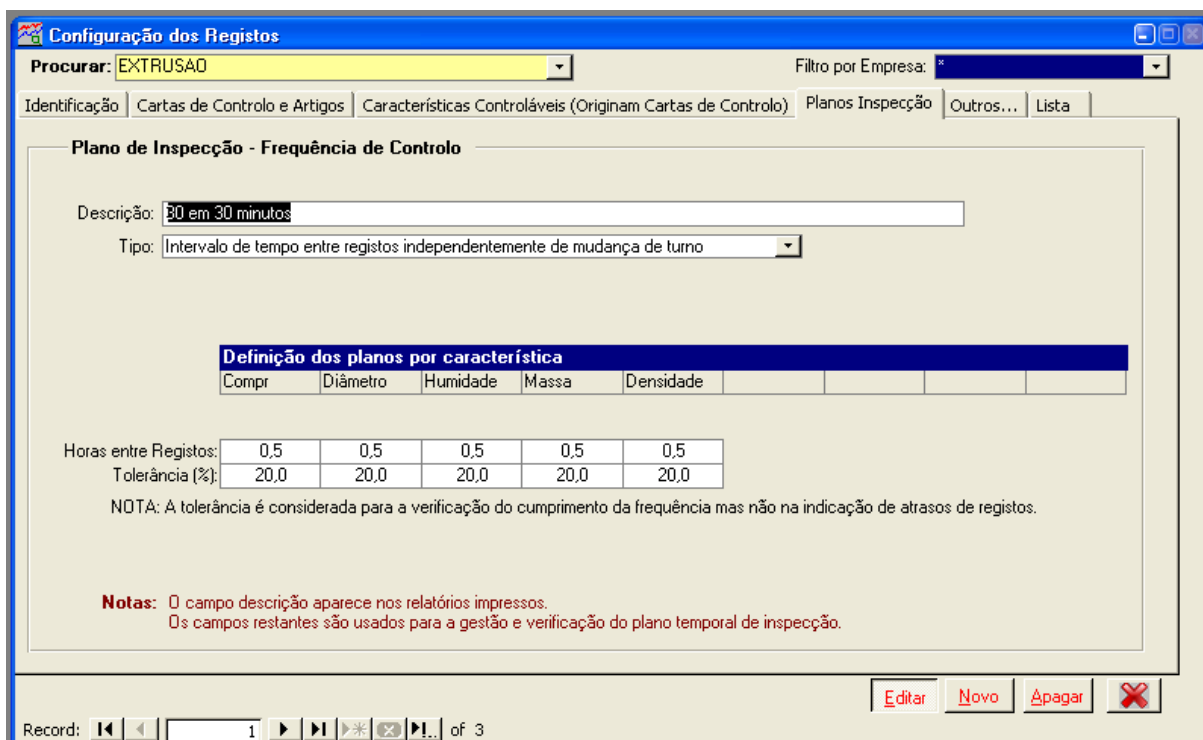 Configuração dos Registos
Procurar: EXTRUSAO Filtro por Empresa: *
Identificação Cartas de Controlo e Artigos Características Controláveis (Originam Cartas de Controlo) Planos Inspecção Outros... Lista
Plano de Inspecção - Frequência de Controlo
Descrição: 30 em 30 minutos
Tipo: Intervalo de tempo entre registos independentemente de mudança de turno
Definição dos planos por característica
Compr Diâmetro Humidade Massa Densidade
Horas entre Registos: 0,5 0,5 0,5 0,5 0,5
Tolerância (%): 20,0 20,0 20,0 20,0 20,0
NOTA: A tolerância é considerada para a verificação do cumprimento da frequência mas não na indicação de atrasos de registos.
Notas: O campo descrição aparece nos relatórios impressos.
Os campos restantes são usados para a gestão e verificação do plano temporal de inspecção.
Editar Novo Apagar
Record: 1 of 3